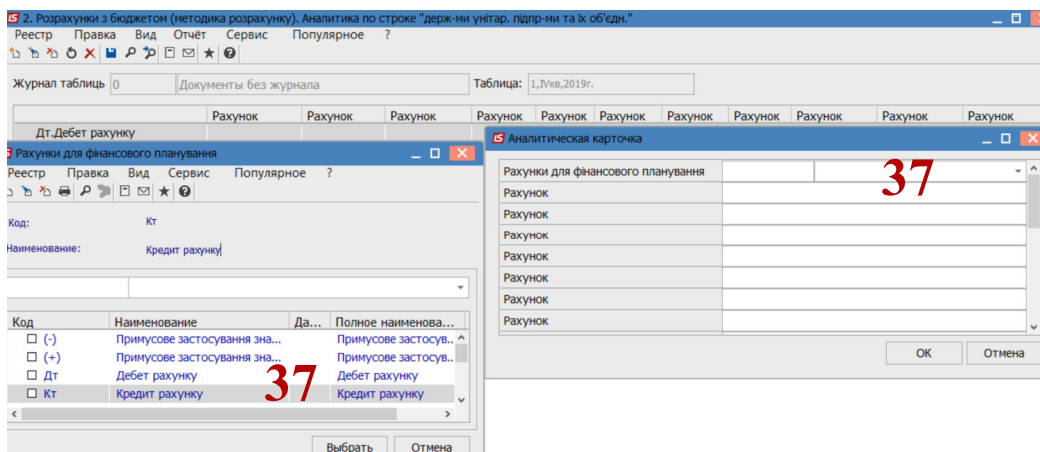 2. Розрахунки з бюджетом (методика розрахунку). Аналитика по строке "держ-ми унітар. підпр-ми та їх об'єдн."
Реестр Правка Вид Отчёт Сервис Популярное ?
Журнал таблиць 0 Документы без журнала Таблица: 1,IVкв,2019г.
Рахунок Рахунок Рахунок Рахунок Рахунок Рахунок Рахунок Рахунок Рахунок Рахунок Рахунок
Дт.Дебет рахунку
Рахунки для фінансового планування
Реестр Правка Вид Сервис Популярное ?
Код: Кт
Наименование: Кредит рахунку
Код Наименование Да... Полное наименова...
(-) Примусове застосування зна... Примусове застосув..
(+) Примусове застосування зна... Примусове застосув..
Дт Дебет рахунку Дебет рахунку
Кт Кредит рахунку Кредит рахунку
37
Выбрать Отмена
Аналитическая карточка
Рахунки для фінансового планування
37
Рахунок
Рахунок
Рахунок
Рахунок
Рахунок
Рахунок
Рахунок
ОК Отмена